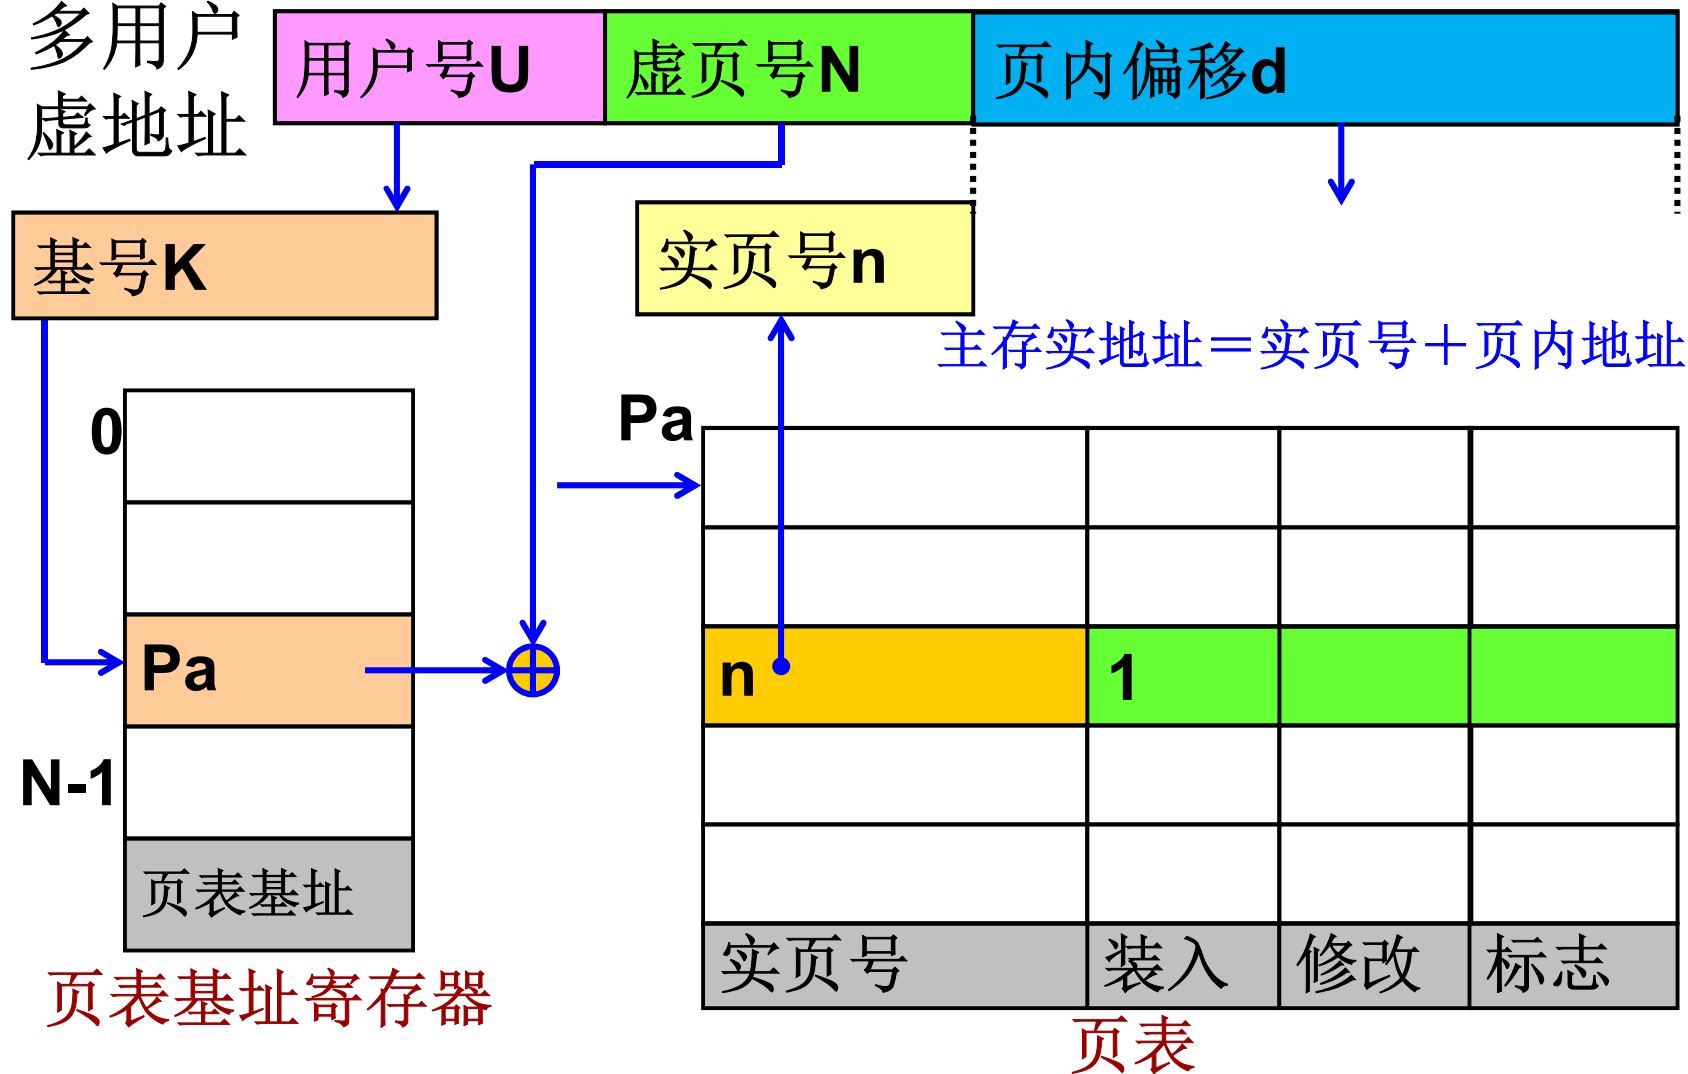 多用户
虚地址
用户号U
虚页号N
页内偏移d
基号K
实页号n
主存实地址＝实页号＋页内地址
0
Pa
Pa
n
1
N-1
页表基址
实页号
装入
修改
标志
页表基址寄存器
页表